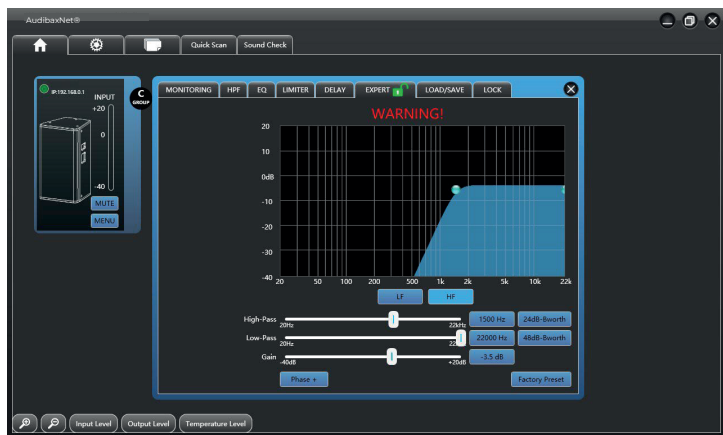 AudibaxNet®
Quick Scan Sound Check
IP:192.168.0.1
INPUT
+20
0
-40
MUTE
MENU
C
GROUP
MONITORING HPF EQ LIMITER DELAY EXPERT LOAD/SAVE LOCK
WARNING!
20
10
0dB
-10
-20
-30
-40
20 50 100 200 500 1k 2k 5k 10k 22k
LF HF
High-Pass 20Hz 22kHz 1500 Hz 24dB-Bworth
Low-Pass 20Hz 22000 Hz 48dB-Bworth
Gain -40dB +20dB -3.5 dB
Phase + Factory Preset
Input Level Output Level Temperature Level